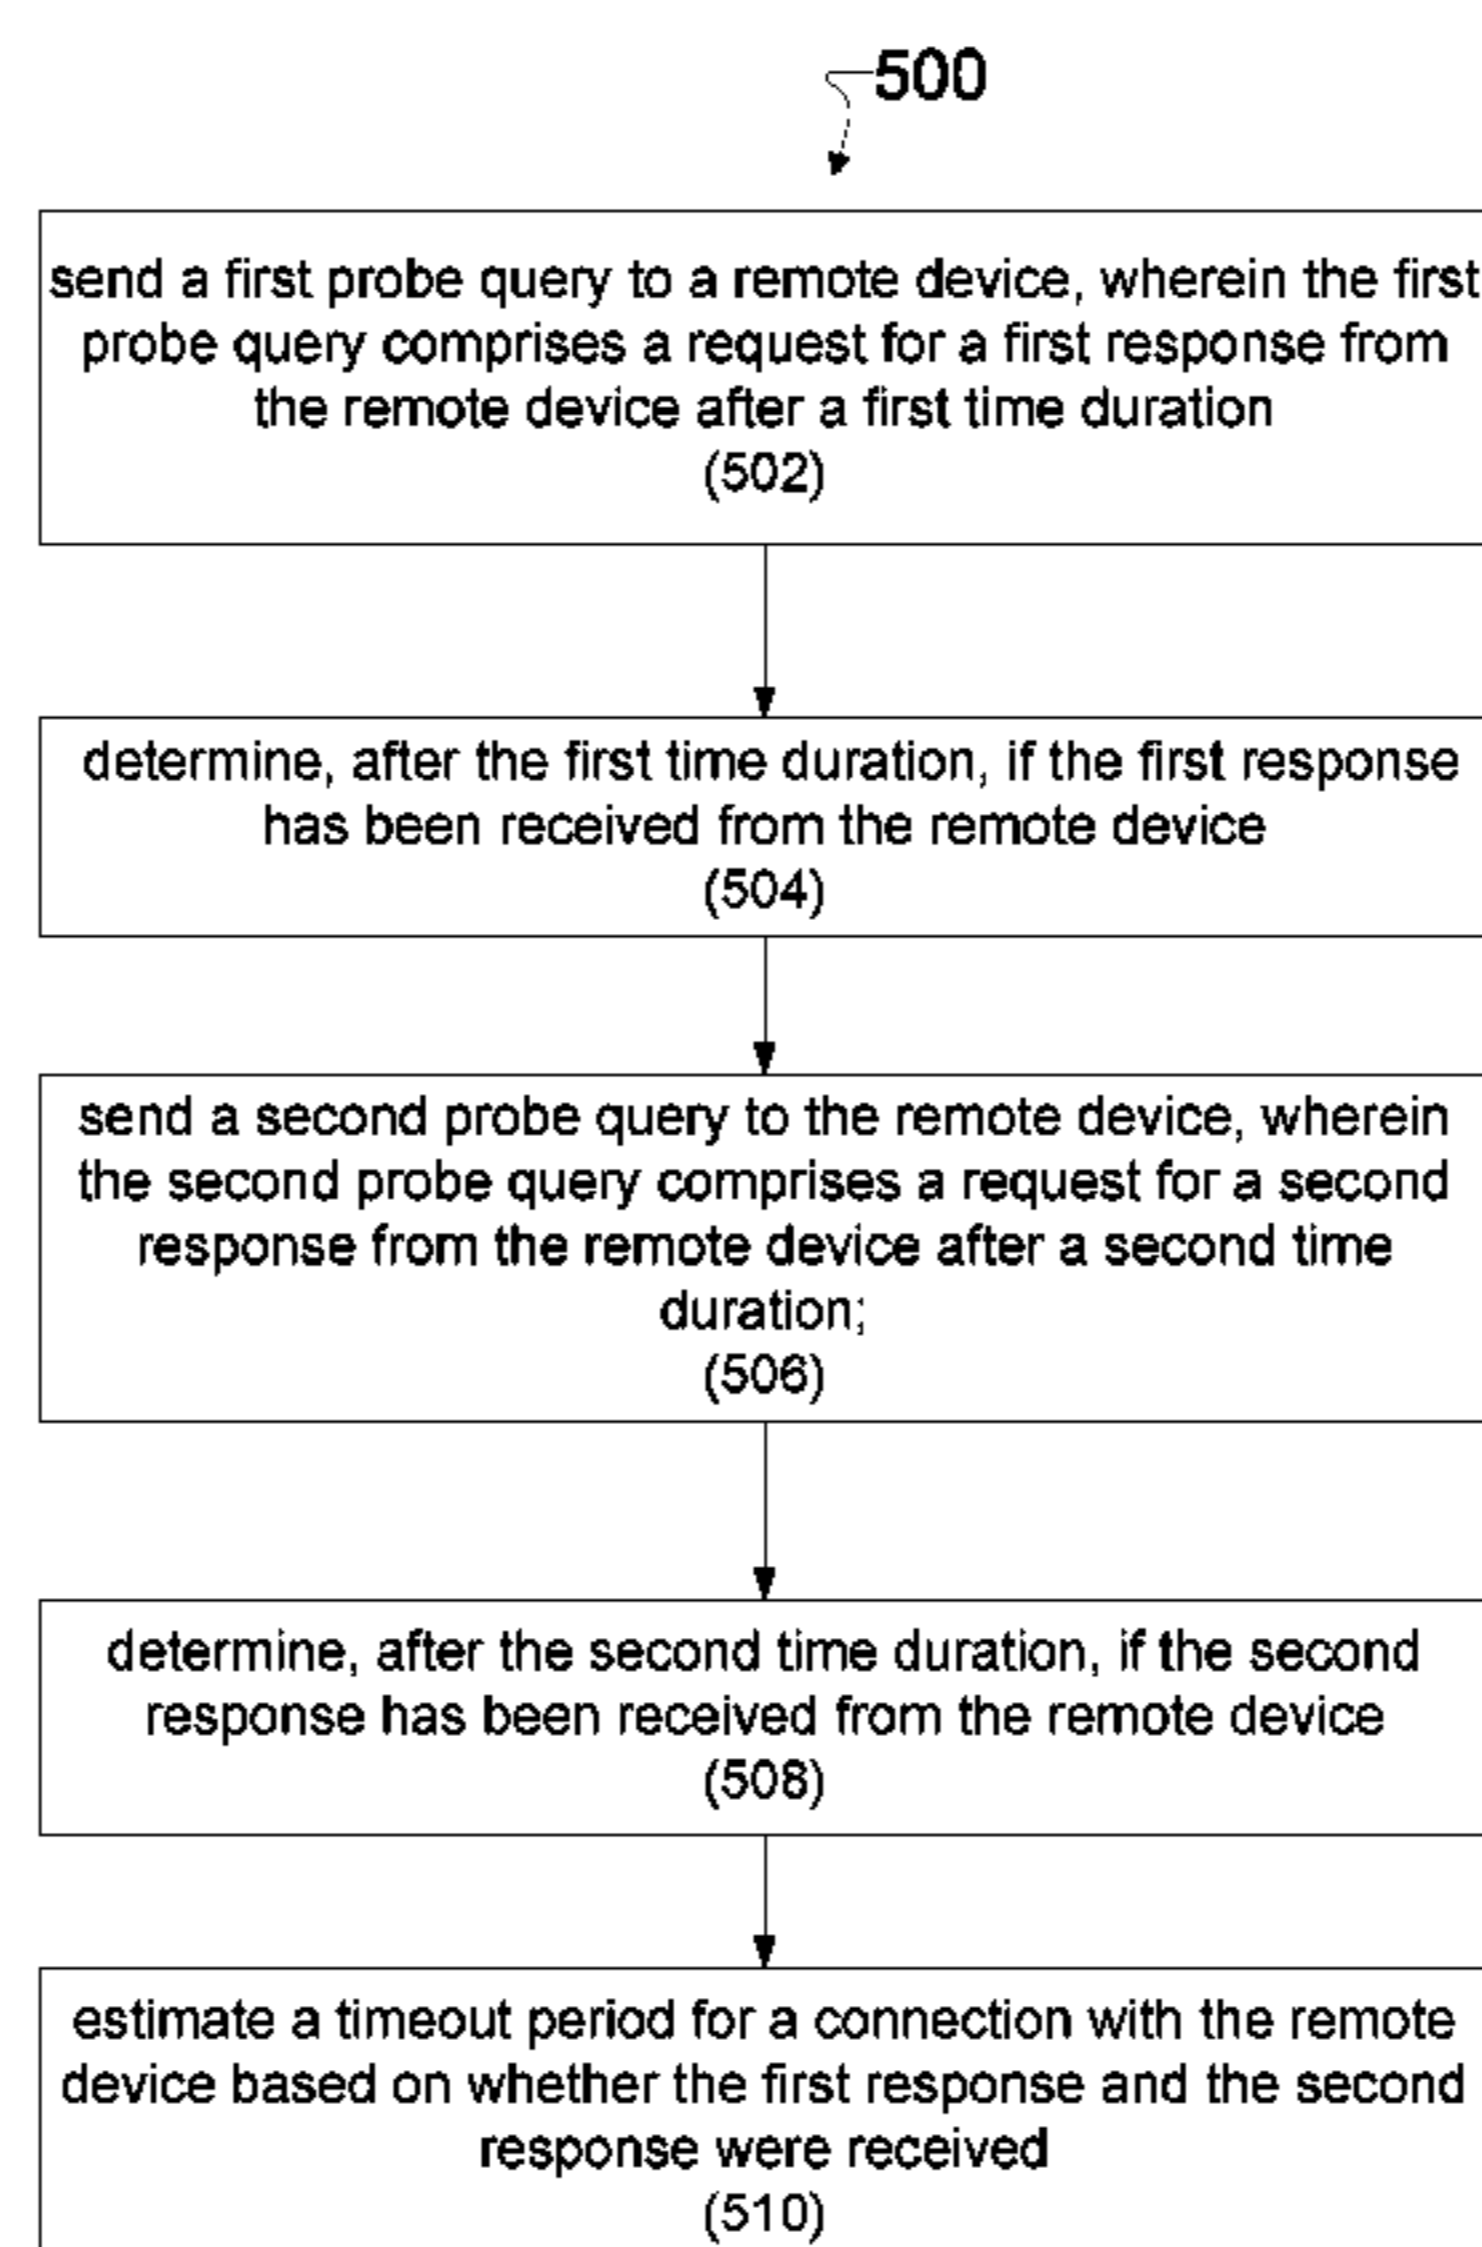 500
send a first probe query to a remote device, wherein the first
probe query comprises a request for a first response from
the remote device after a first time duration
(502)
determine, after the first time duration, if the first response
has been received from the remote device
(504)
send a second probe query to the remote device, wherein
the second probe query comprises a request for a second
response from the remote device after a second time
duration;
(506)
determine, after the second time duration, if the second
response has been received from the remote device
(508)
estimate a timeout period for a connection with the remote
device based on whether the first response and the second
response were received
(510)